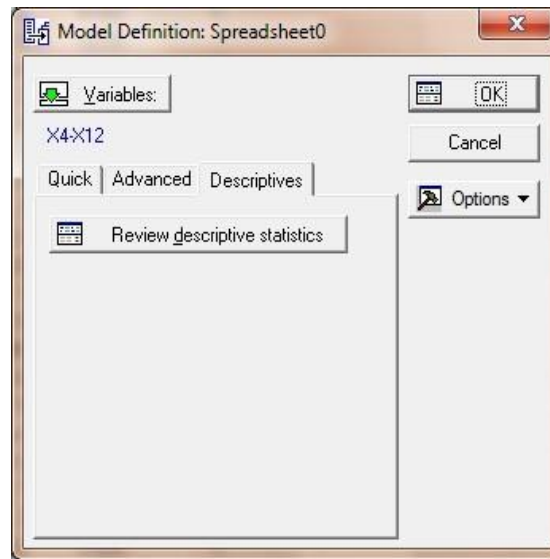 Model Definition: Spreadsheet0
Variables:
OK
X4-X12
Cancel
Quick Advanced Descriptives
Options
Review descriptive statistics